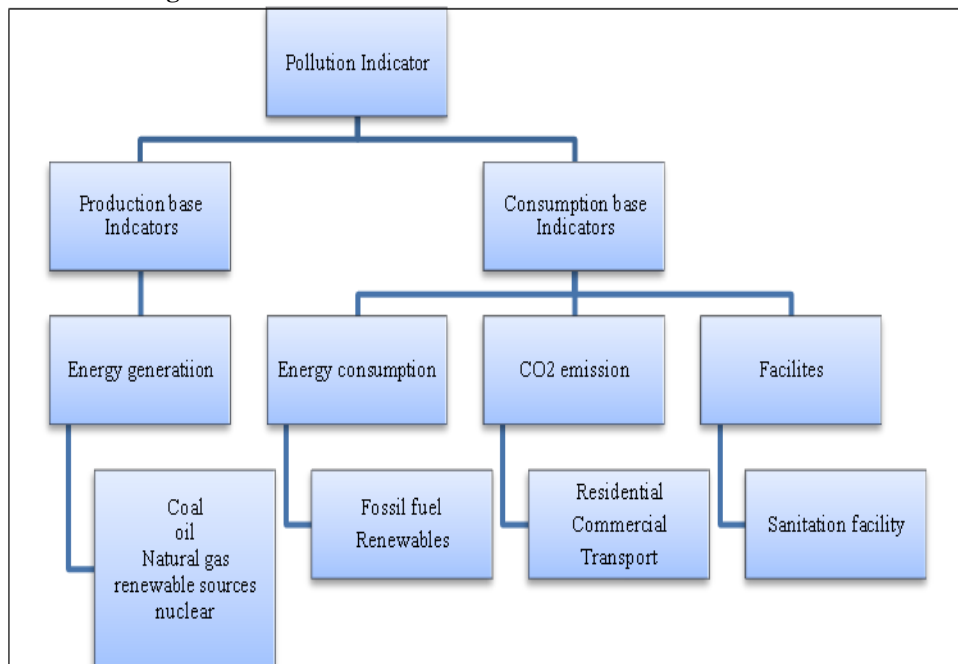 Pollution Indicator
Production base
Indcators
Consumption base
Indicators
Energy generatiion
Energy consumption
CO2 emission
Facilites
Coal
oil
Natural gas
renewable sources
nuclear
Fossil fuel
Renewables
Residential
Commercial
Transport
Sanitation facility